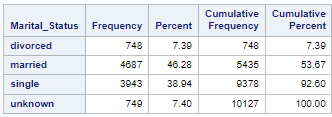 Marital_Status Frequency Percent Cumulative Frequency Cumulative Percent
divorced 748 7.39 748 7.39
married 4687 46.28 5435 53.67
single 3943 38.94 9378 92.60
unknown 749 7.40 10127 100.00